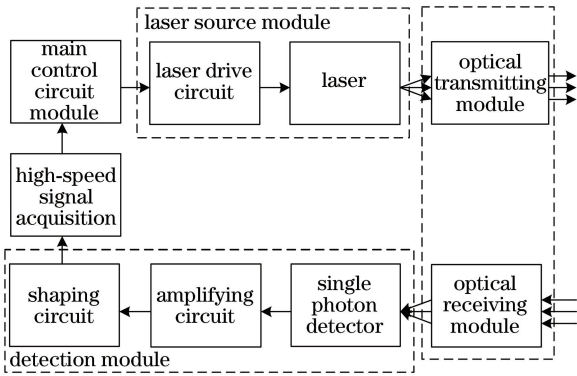 laser source module
main
control
circuit
module
laser drive
circuit
laser
optical
transmitting
module
high-speed
signal
acquisition
shaping
circuit
amplifying
circuit
single
photon
detector
optical
receiving
module
detection module